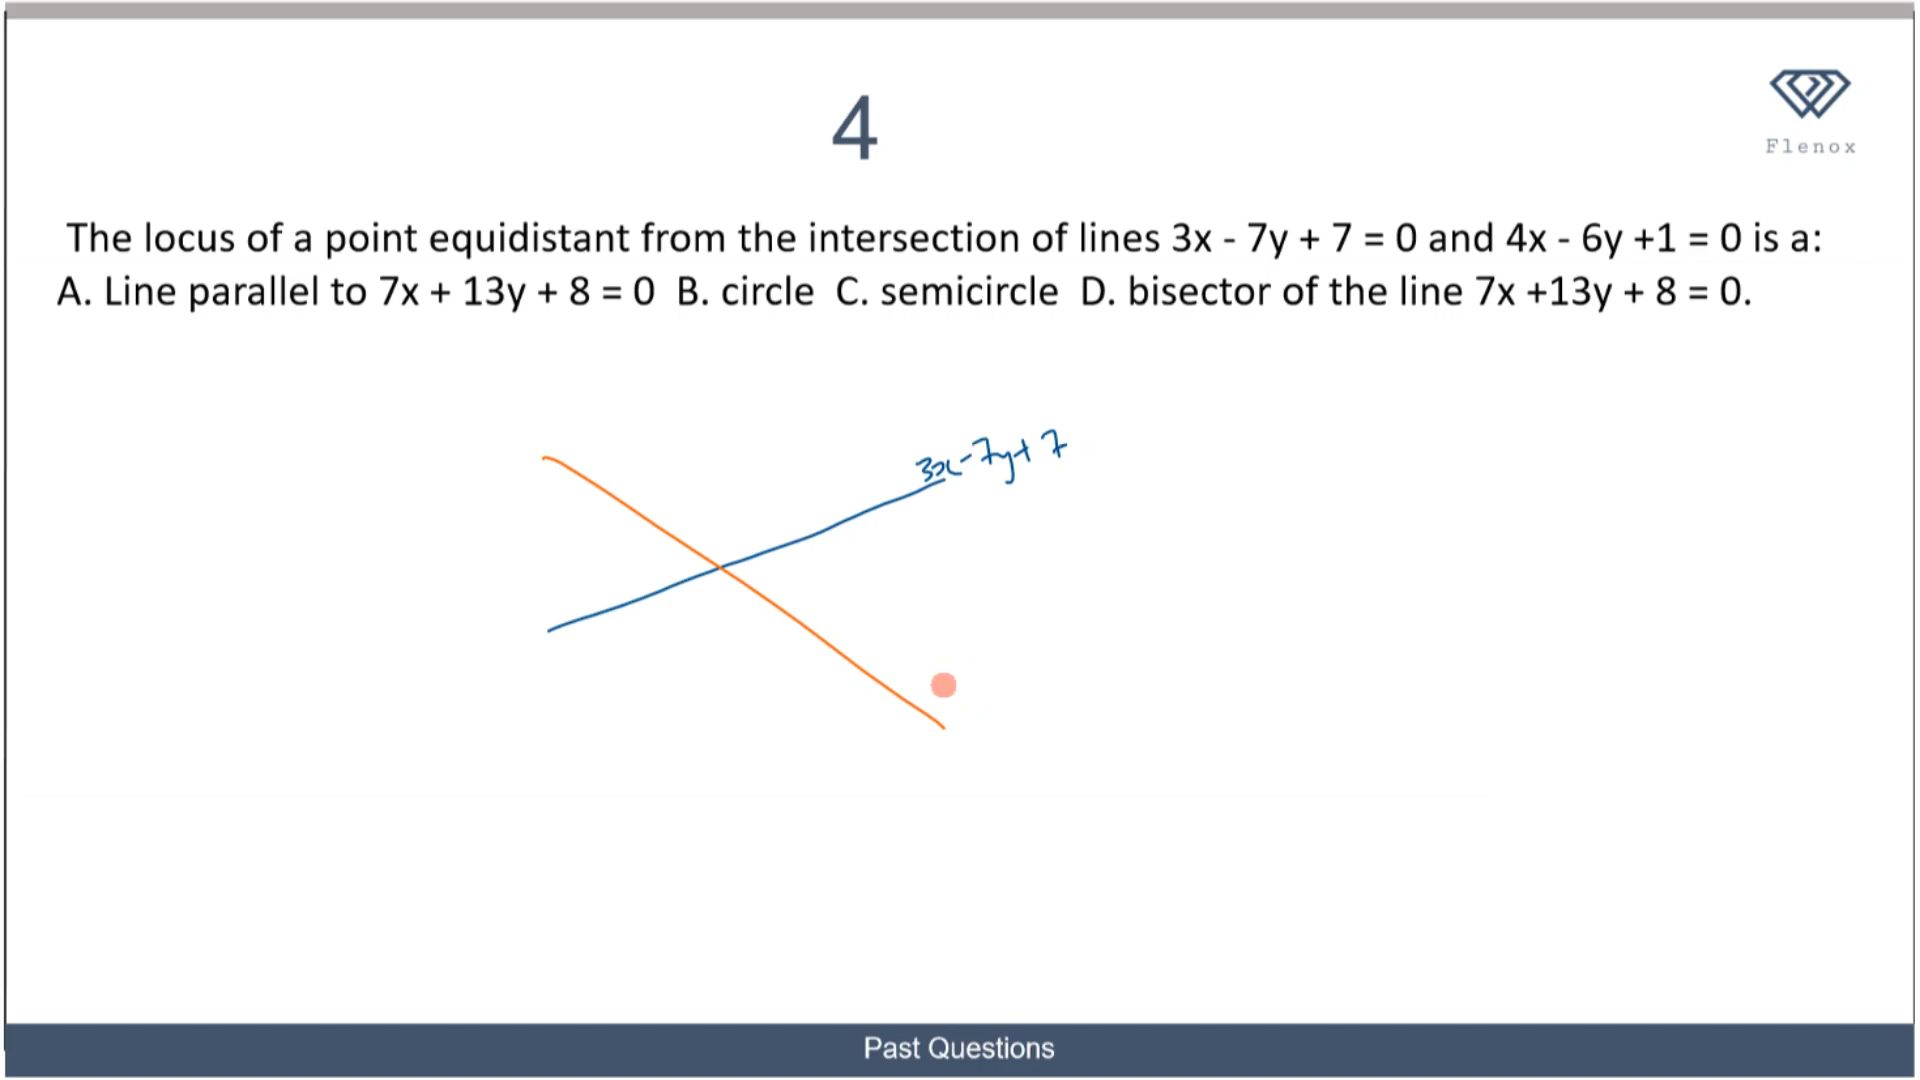 4
Flenox
The locus of a point equidistant from the intersection of lines 3x - 7y + 7 = 0 and 4x - 6y +1 = 0 is a:
A. Line parallel to 7x + 13y + 8 = 0 B. circle C. semicircle D. bisector of the line 7x +13y + 8 = 0.
3x-7y+7
Past Questions